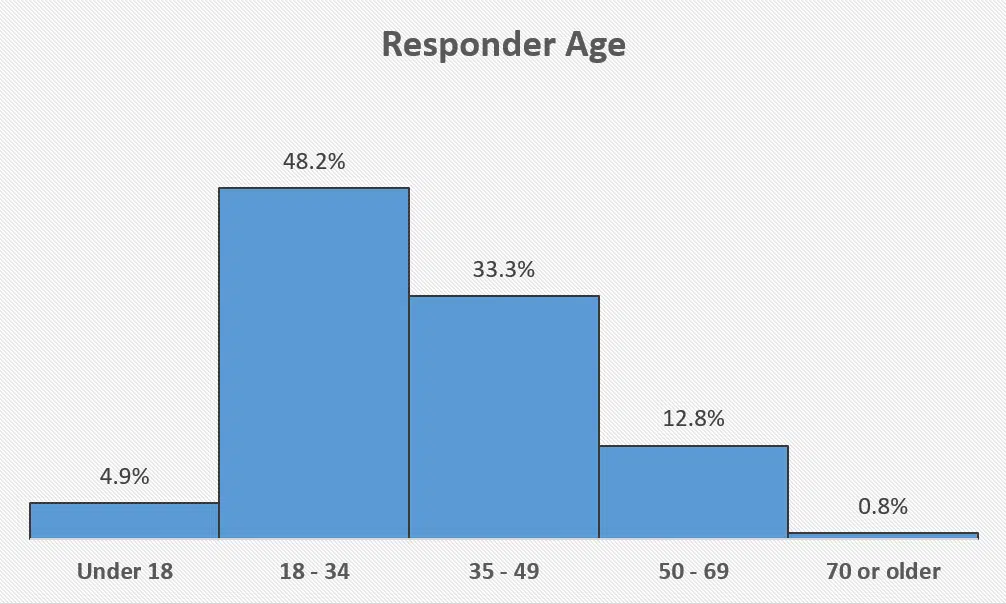 Responder Age
48.2%
33.3%
12.8%
4.9%
0.8%
Under 18
18 - 34
35 - 49
50 - 69
70 or older